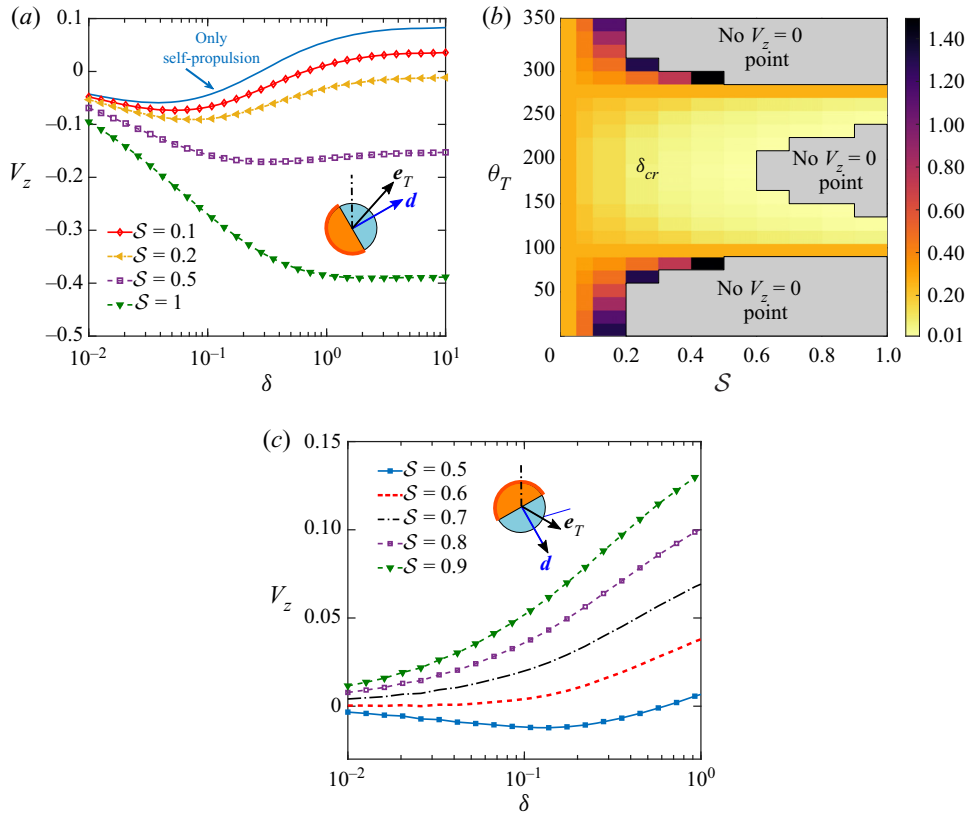 (a)
0.1
0
–0.1
–0.2
–0.3
–0.4
–0.5
V_z
Only
self-propulsion
e_T
d
S = 0.1
S = 0.2
S = 0.5
S = 1
10^–2
10^–1
10^0
10^1
δ
(b)
350
300
250
200
150
100
50
θ_T
No V_z = 0
point
δ_cr
No V_z = 0
point
No V_z = 0
point
0
0.2
0.4
0.6
0.8
1.0
S
1.40
1.20
1.00
0.80
0.60
0.40
0.20
0.01
(c)
0.15
0.10
0.05
0
V_z
S = 0.5
S = 0.6
S = 0.7
S = 0.8
S = 0.9
e_T
d
10^–2
10^–1
10^0
δ